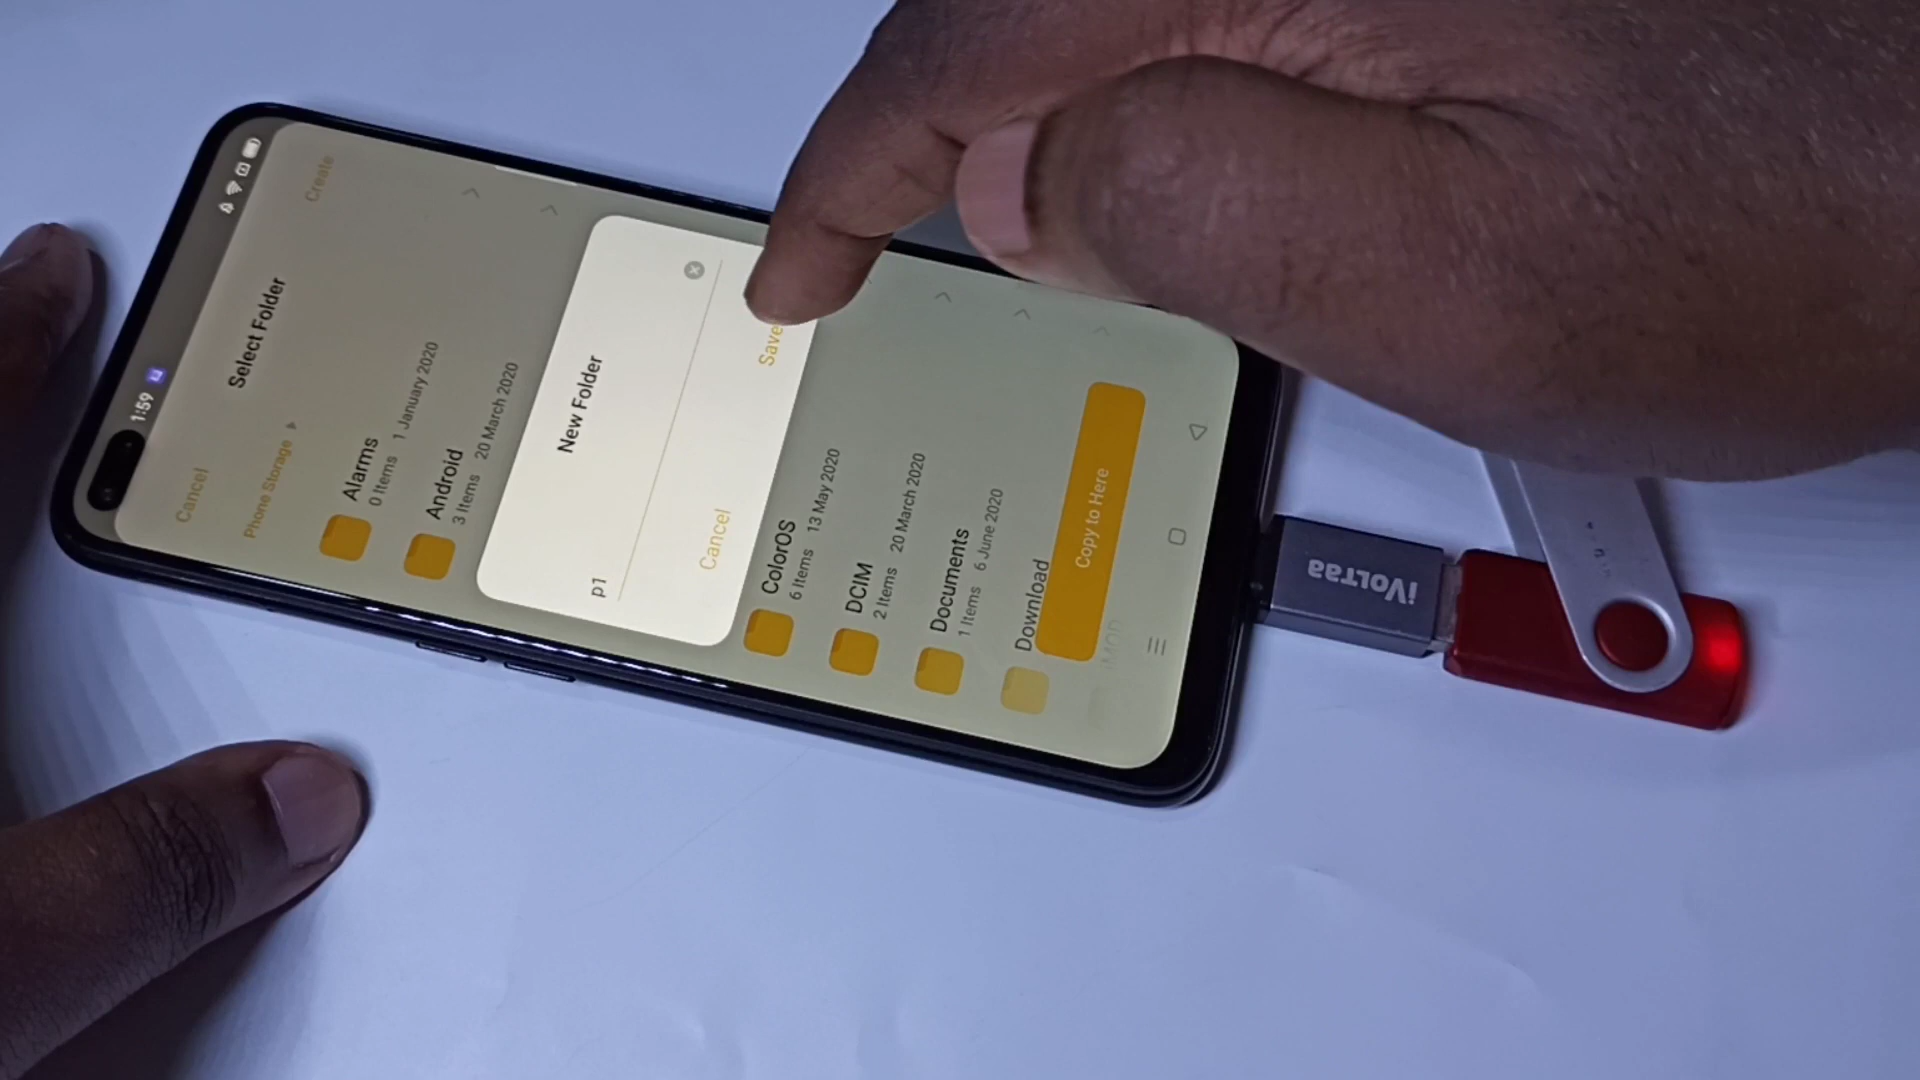 1:59
Cancel
Select Folder
Create
Phone Storage
Alarms
0 Items 1 January 2020
Android
3 Items 20 March 2020
New Folder
p1
Cancel
Save
ColorOS
6 Items 13 May 2020
DCIM
2 Items 20 March 2020
Documents
1 Items 6 June 2020
Download
Copy to Here
iVOLTAA